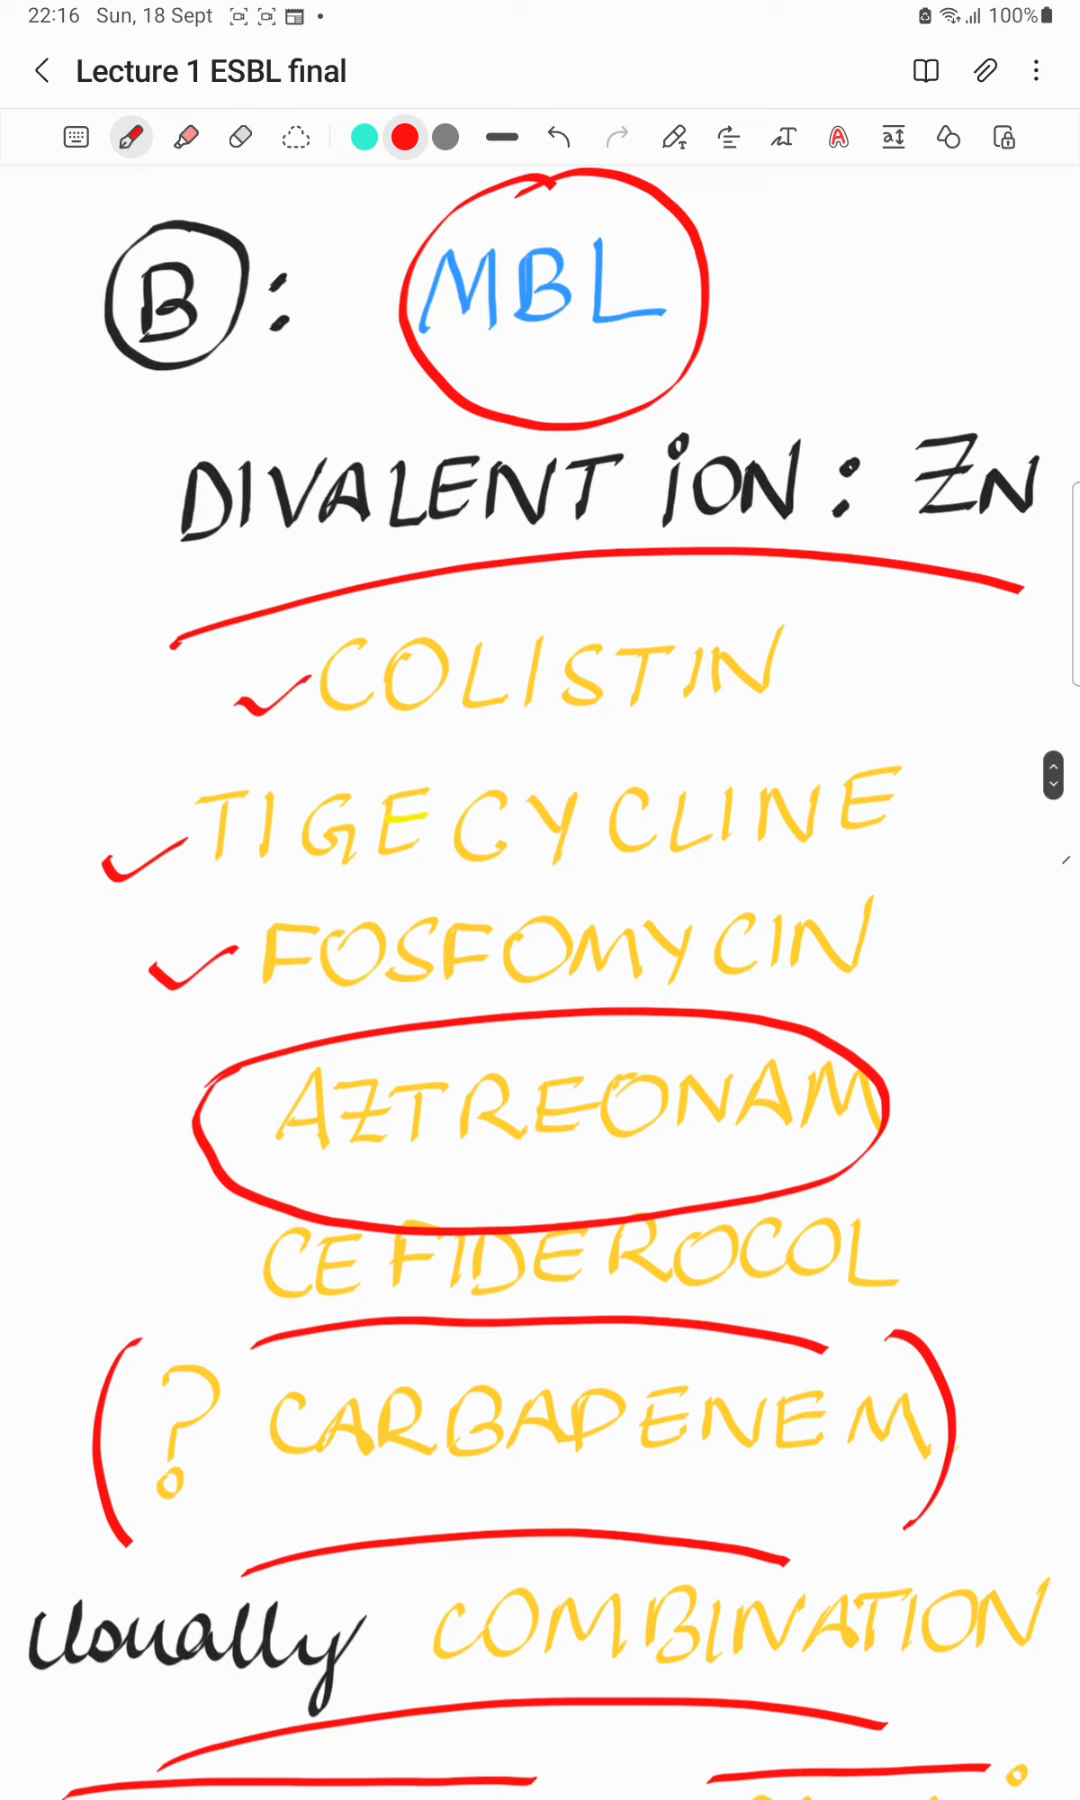 22:16 Sun, 18 Sept 100%
Lecture 1 ESBL final
B : MBL
DIVALENT ION : ZN
COLISTIN
TIGECYCLINE
FOSFOMYCIN
AZTREONAM
CEFIDEROCOL
(? CARBAPENEM)
Usually COMBINATION